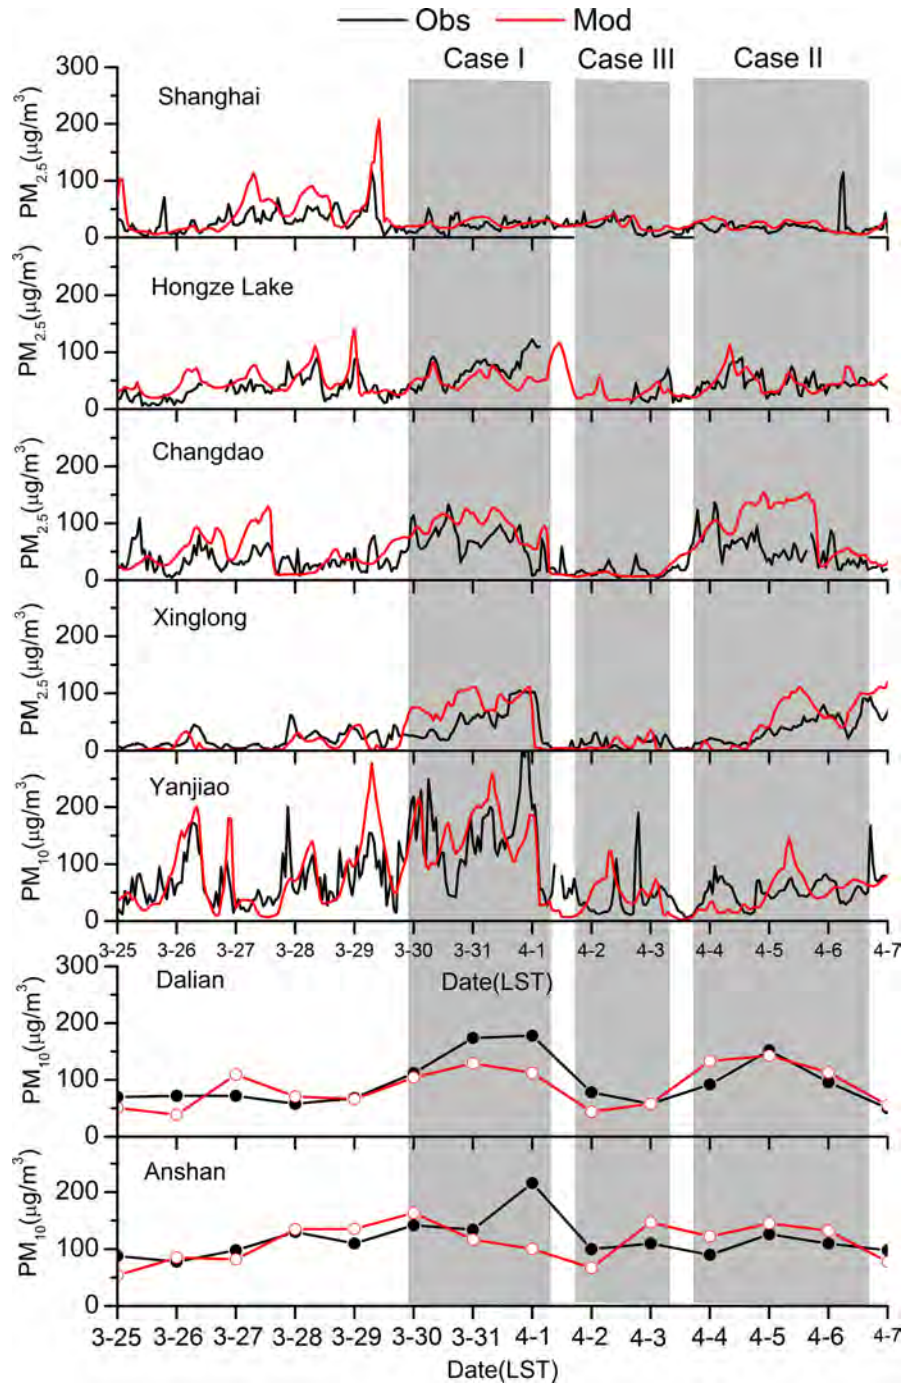 Obs Mod
Case I Case III Case II
300
200
100
0
PM2.5(μg/m³)
Shanghai
200
100
0
PM2.5(μg/m³)
Hongze Lake
200
100
0
PM2.5(μg/m³)
Changdao
200
100
0
PM2.5(μg/m³)
Xinglong
200
100
0
PM10(μg/m³)
Yanjiao
3-25 3-26 3-27 3-28 3-29 3-30 3-31 4-1 4-2 4-3 4-4 4-5 4-6 4-7
Date(LST)
300
200
100
0
PM10(μg/m³)
Dalian
200
100
0
PM10(μg/m³)
Anshan
3-25 3-26 3-27 3-28 3-29 3-30 3-31 4-1 4-2 4-3 4-4 4-5 4-6 4-7
Date(LST)